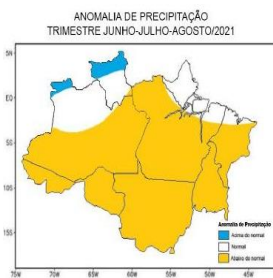 ANOMALIA DE PRECIPITAÇÃO
TRIMESTRE JUNHO-JULHO-AGOSTO/2021
5N
EQ
5S
10S
15S
75W 70W 65W 60W 55W 50W 45W
Anomalia de Precipitação
Acima do normal
Normal
Abaixo do normal